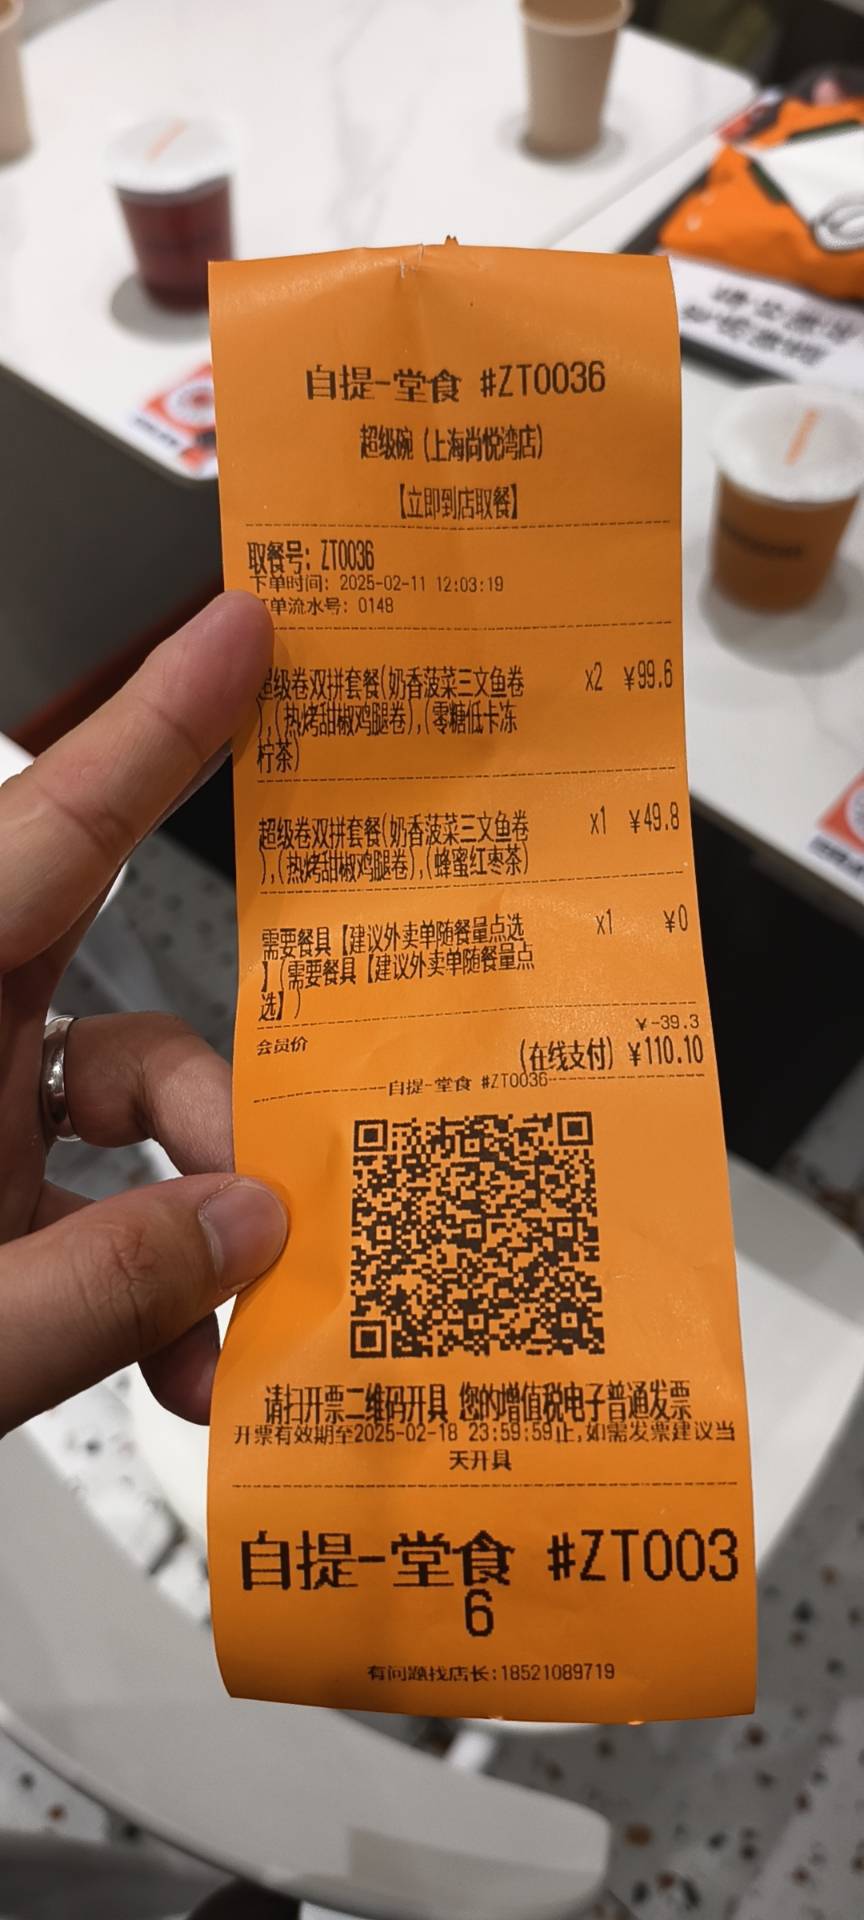 自提-堂食 #ZT0036
超级碗 (上海尚悦湾店)
【立即到店取餐】
取餐号: ZT0036
下单时间: 2025-02-11 12:03:19
单流水号: 0148
超级卷双拼套餐(奶香菠菜三文鱼卷 x2 ¥99.6
),(热烤甜椒鸡腿卷),(零糖低卡冻
柠茶)
超级卷双拼套餐(奶香菠菜三文鱼卷 x1 ¥49.8
),(热烤甜椒鸡腿卷),(蜂蜜红枣茶)
需要餐具【建议外卖单随餐量点选 x1 ¥0
】(需要餐具【建议外卖单随餐量点
选】)
¥-39.3
会员价
(在线支付) ¥110.10
自提-堂食 #ZT0036
请扫开票二维码开具 您的增值税电子普通发票
开票有效期至2025-02-18 23:59:59止,如需发票建议当
天开具
自提-堂食 #ZT003
6
有问题找店长:18521089719